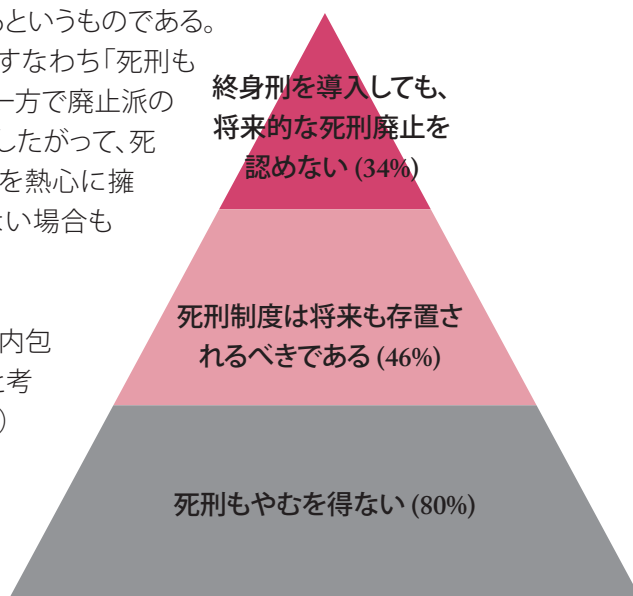 というものである。
すなわち「死刑も
一方で廃止派の
したがって、死
を熱心に擁
い場合も
内包
と考
)
終身刑を導入しても、
将来的な死刑廃止を
認めない (34%)
死刑制度は将来も存置さ
れるべきである (46%)
死刑もやむを得ない (80%)